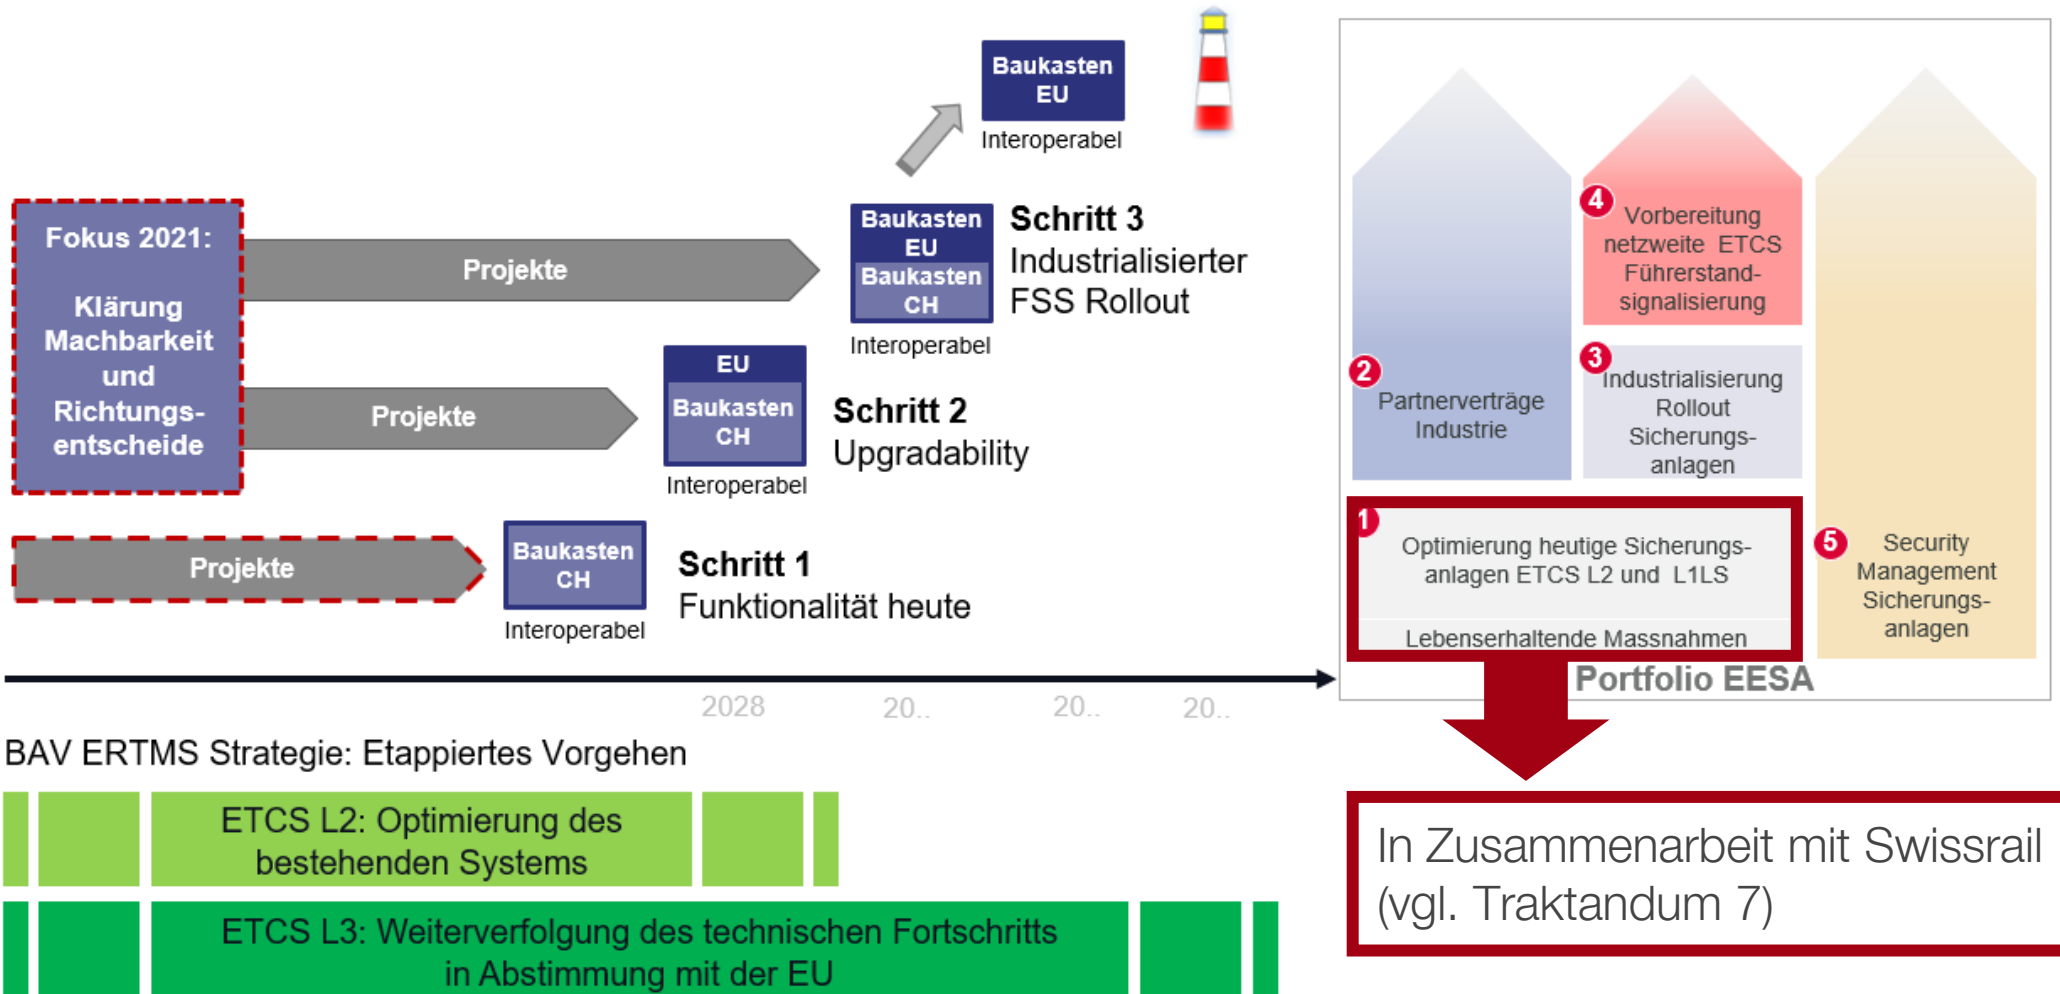 Baukasten
EU
Interoperabel
Fokus 2021:
Klärung
Machbarkeit
und
Richtungs-
entscheide
Projekte
Baukasten
EU
Baukasten
CH
Interoperabel
Schritt 3
Industrialisierter
FSS Rollout
Projekte
EU
Baukasten
CH
Interoperabel
Schritt 2
Upgradability
Projekte
Baukasten
CH
Interoperabel
Schritt 1
Funktionalität heute
2028
20..
20..
20..
4
Vorbereitung
netzweite ETCS
Führerstand-
signalisierung
2
Partnerverträge
Industrie
3
Industrialisierung
Rollout
Sicherungs-
anlagen
1
Optimierung heutige Sicherungs-
anlagen ETCS L2 und L1LS
Lebenserhaltende Massnahmen
5
Security
Management
Sicherungs-
anlagen
Portfolio EESA
BAV ERTMS Strategie: Etappiertes Vorgehen
ETCS L2: Optimierung des
bestehenden Systems
ETCS L3: Weiterverfolgung des technischen Fortschritts
in Abstimmung mit der EU
In Zusammenarbeit mit Swissrail
(vgl. Traktandum 7)